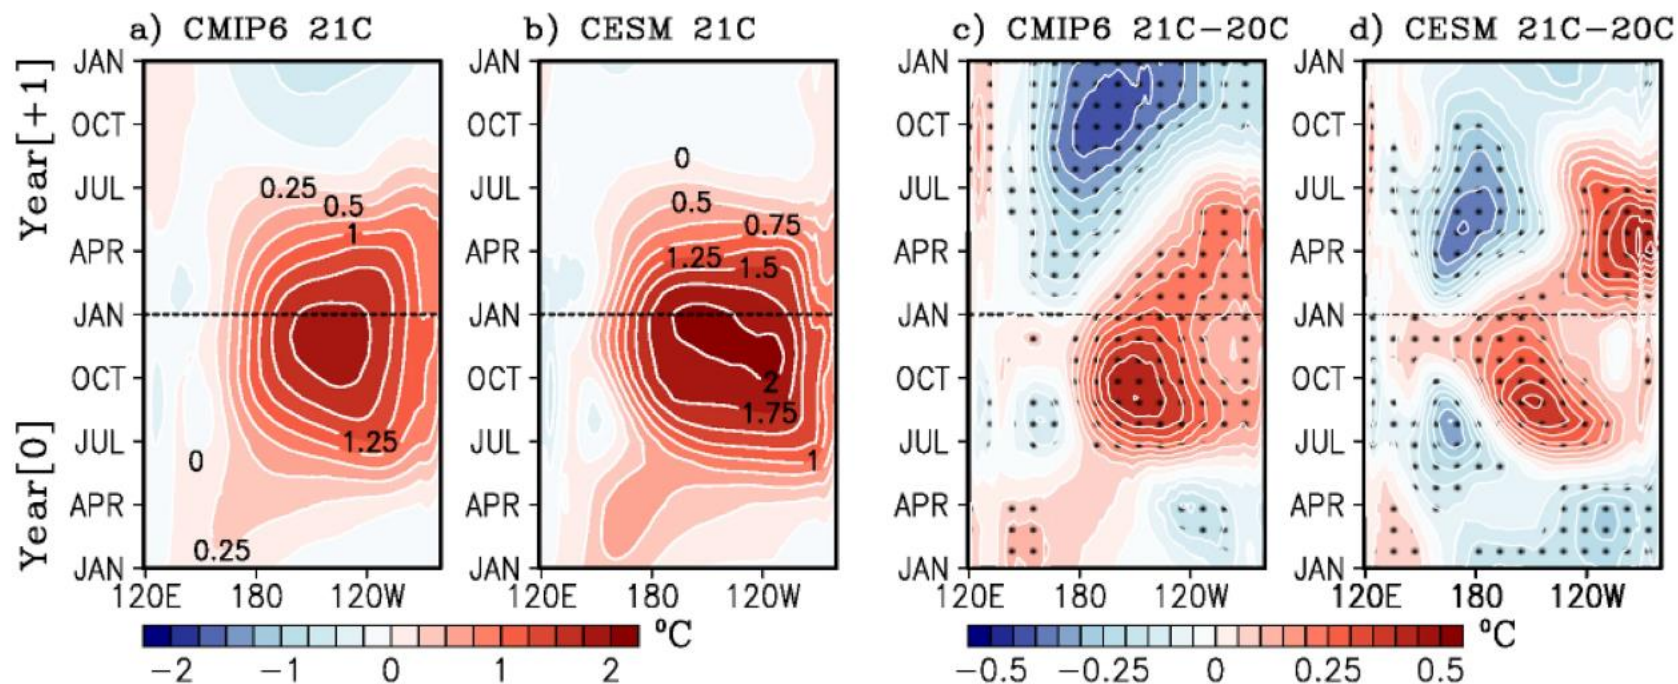 a) CMIP6 21C
b) CESM 21C
c) CMIP6 21C−20C
d) CESM 21C−20C
Year[+1]
Year[0]
JAN
OCT
JUL
APR
JAN
OCT
JUL
APR
JAN
120E 180 120W
0.25
0.5
1
1.25
0
0.25
JAN
OCT
JUL
APR
JAN
OCT
JUL
APR
JAN
120E 180 120W
0
0.5
0.75
1.25
1.5
2
1.75
1
JAN
OCT
JUL
APR
JAN
OCT
JUL
APR
JAN
120E 180 120W
JAN
OCT
JUL
APR
JAN
OCT
JUL
APR
JAN
120E 180 120W
ºC
−2 −1 0 1 2
ºC
−0.5 −0.25 0 0.25 0.5